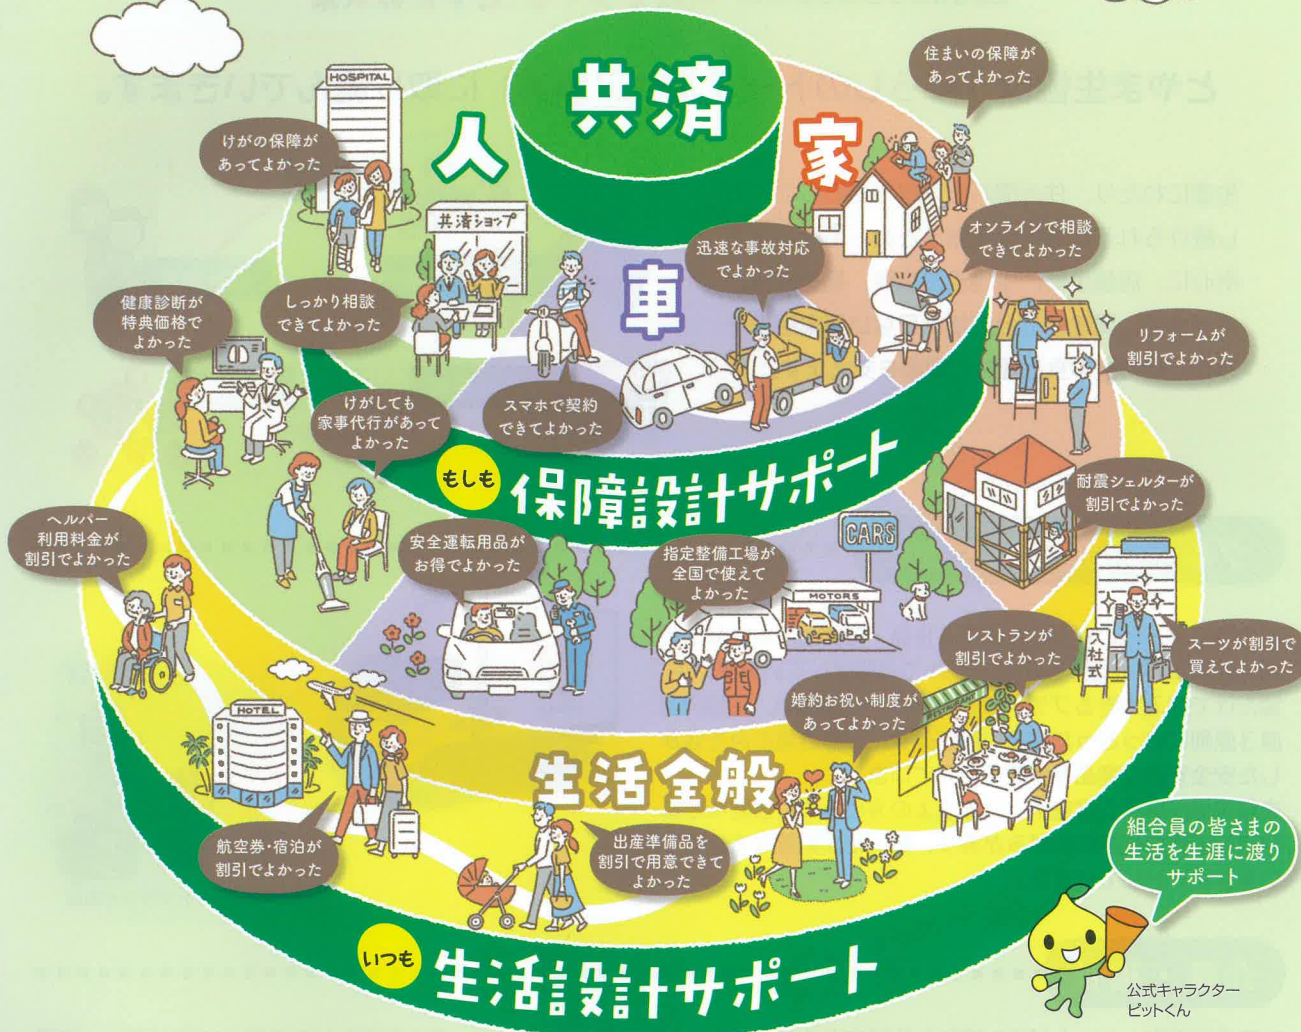 共済
人
家
車
HOSPITAL
けがの保障が
あってよかった
住まいの保障が
あってよかった
共済ショップ
迅速な事故対応
でよかった
オンラインで相談
できてよかった
健康診断が
特典価格で
よかった
しっかり相談
できてよかった
リフォームが
割引でよかった
けがしても
家事代行があって
よかった
スマホで契約
できてよかった
もしも
保障設計サポート
耐震シェルターが
割引でよかった
ヘルパー
利用料金が
割引でよかった
安全運転用品が
お得でよかった
指定整備工場が
全国で使えて
よかった
CARS
MOTORS
レストランが
割引でよかった
入社式
スーツが割引で
買えてよかった
婚約お祝い制度が
あってよかった
RESTAURANT
HOTEL
生活全般
航空券・宿泊が
割引でよかった
出産準備品を
割引で用意できて
よかった
組合員の皆さまの
生活を生涯に渡り
サポート
いつも
生活設計サポート
公式キャラクター
ピットくん